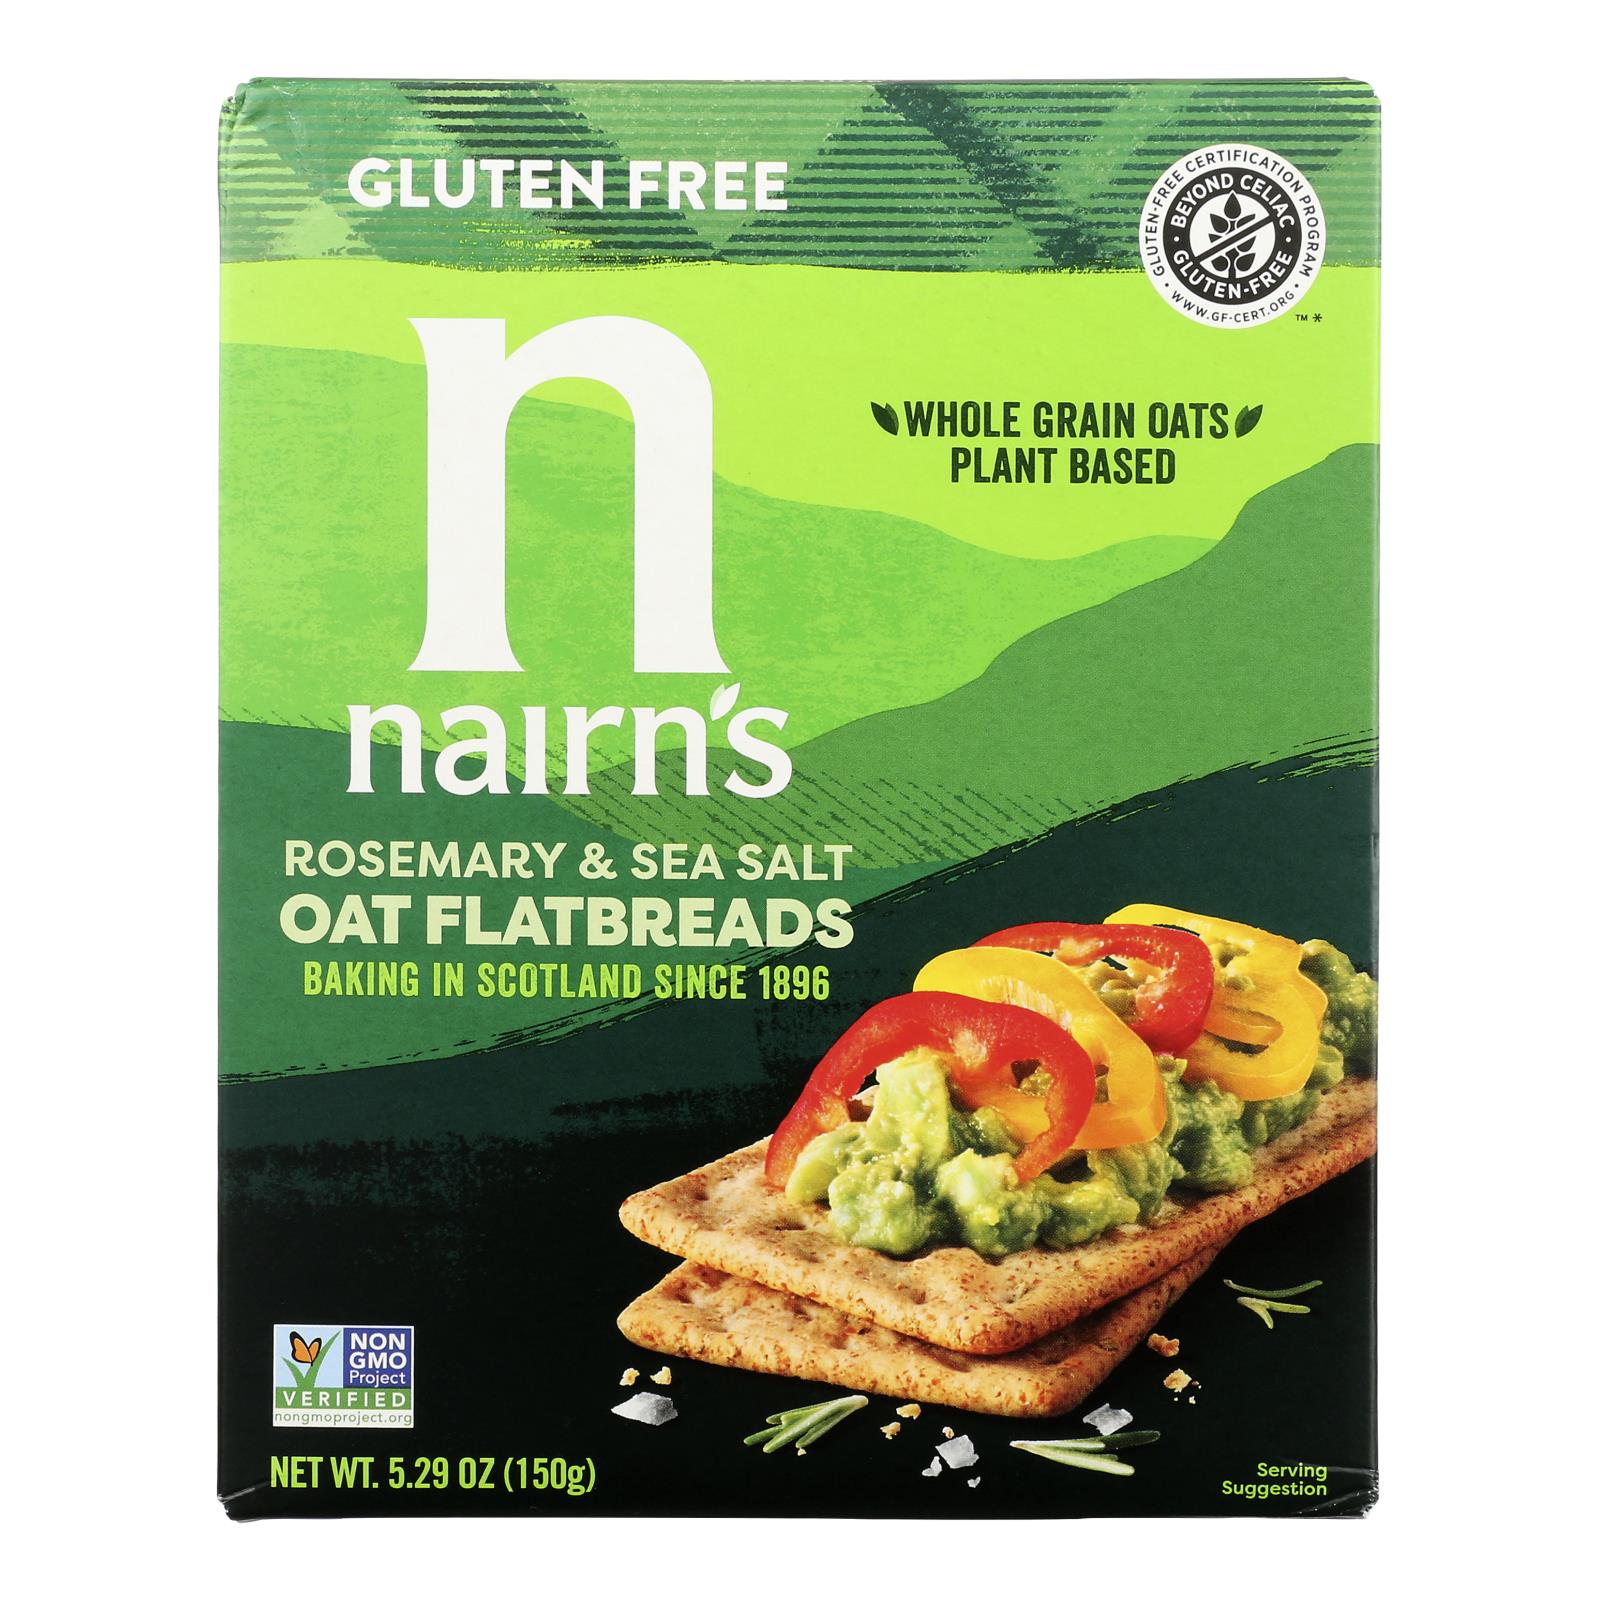 GLUTEN FREE
GLUTEN-FREE CERTIFICATION PROGRAM
BEYOND CELIAC
GLUTEN-FREE
• WWW.GF-CERT.ORG •
TM *
n
WHOLE GRAIN OATS
PLANT BASED
nairn's
ROSEMARY & SEA SALT
OAT FLATBREADS
BAKING IN SCOTLAND SINCE 1896
NON
GMO
Project
VERIFIED
nongmoproject.org
NET WT. 5.29 OZ (150g)
Serving
Suggestion